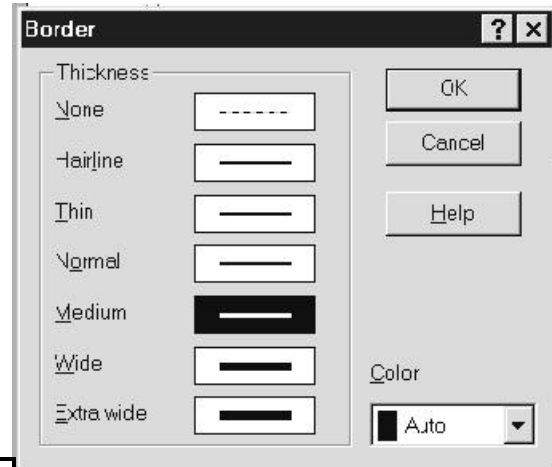 Border
? ×
Thickness
None
Hairline
Thin
Normal
Medium
Wide
Extra wide
OK
Cancel
Help
Color
Auto